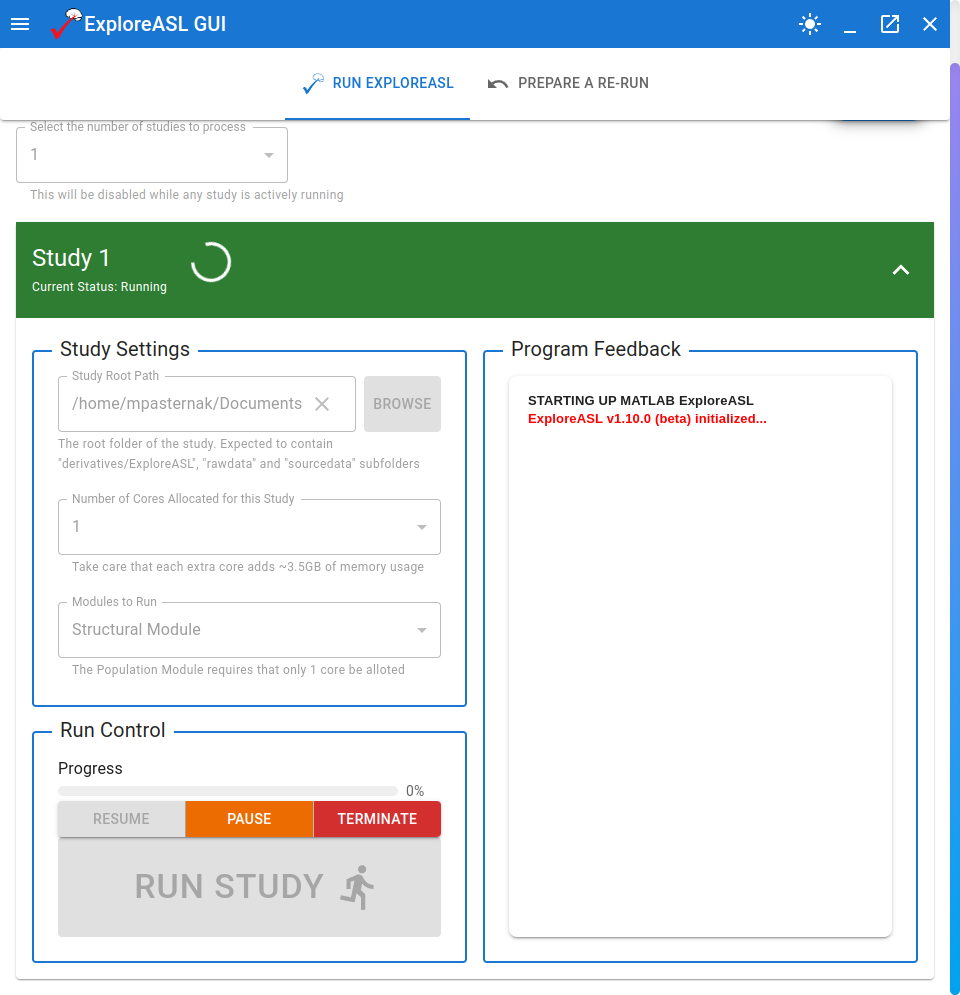 ExploreASL GUI
RUN EXPLOREASL
PREPARE A RE-RUN
Select the number of studies to process
1
This will be disabled while any study is actively running
Study 1
Current Status: Running
Study Settings
Study Root Path
/home/mpasternak/Documents
BROWSE
The root folder of the study. Expected to contain
"derivatives/ExploreASL", "rawdata" and "sourcedata" subfolders
Number of Cores Allocated for this Study
1
Take care that each extra core adds ~3.5GB of memory usage
Modules to Run
Structural Module
The Population Module requires that only 1 core be alloted
Run Control
Progress
0%
RESUME
PAUSE
TERMINATE
RUN STUDY
Program Feedback
STARTING UP MATLAB ExploreASL
ExploreASL v1.10.0 (beta) initialized...